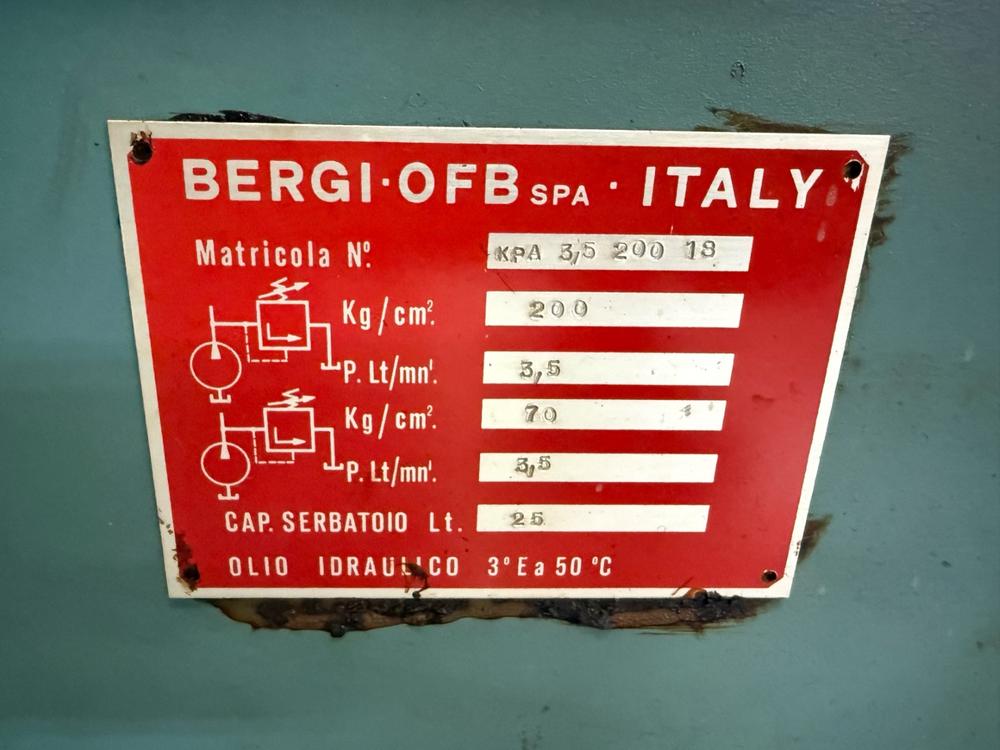 BERGI·OFB SPA · ITALY
Matricola Nº. KPA 3,5 200 18
Kg/cm². 200
P. Lt/mn'. 3,5
Kg/cm². 70
P. Lt/mn'. 3,5
CAP. SERBATOIO Lt. 25
OLIO IDRAULICO 3° E a 50 °C